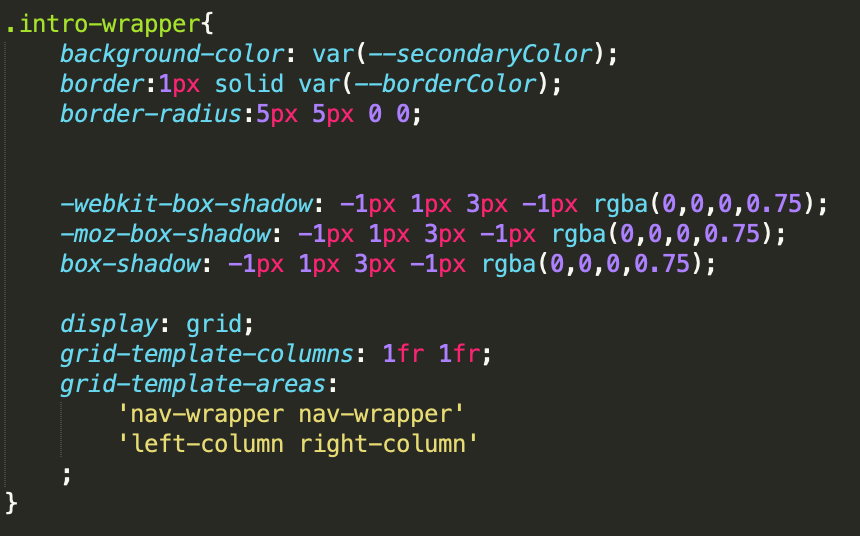 .intro-wrapper{
background-color: var(--secondaryColor);
border:1px solid var(--borderColor);
border-radius:5px 5px 0 0;
-webkit-box-shadow: -1px 1px 3px -1px rgba(0,0,0,0.75);
-moz-box-shadow: -1px 1px 3px -1px rgba(0,0,0,0.75);
box-shadow: -1px 1px 3px -1px rgba(0,0,0,0.75);
display: grid;
grid-template-columns: 1fr 1fr;
grid-template-areas:
'nav-wrapper nav-wrapper'
'left-column right-column'
;
}